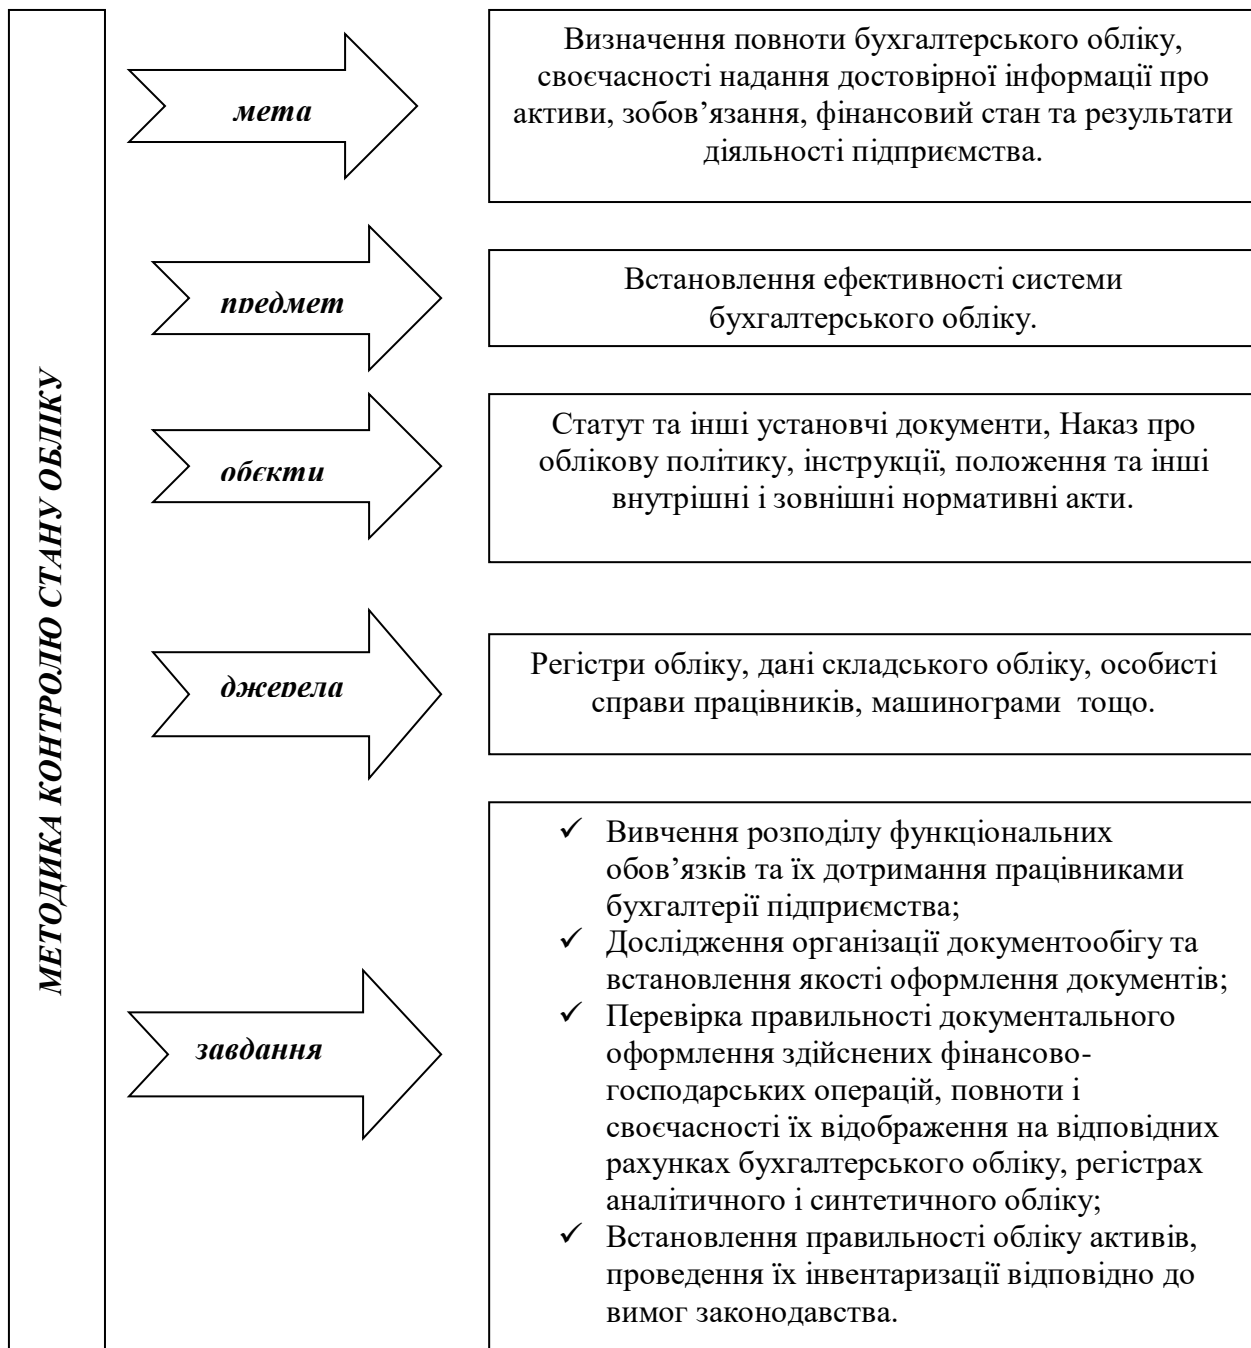 МЕТОДИКА КОНТРОЛЮ СТАНУ ОБЛІКУ
мета
Визначення повноти бухгалтерського обліку,
своєчасності надання достовірної інформації про
активи, зобов’язання, фінансовий стан та результати
діяльності підприємства.
предмет
Встановлення ефективності системи
бухгалтерського обліку.
обєкти
Статут та інші установчі документи, Наказ про
облікову політику, інструкції, положення та інші
внутрішні і зовнішні нормативні акти.
джерела
Регістри обліку, дані складського обліку, особисті
справи працівників, машинограми тощо.
завдання
✓ Вивчення розподілу функціональних
обов’язків та їх дотримання працівниками
бухгалтерії підприємства;
✓ Дослідження організації документообігу та
встановлення якості оформлення документів;
✓ Перевірка правильності документального
оформлення здійснених фінансово-
господарських операцій, повноти і
своєчасності їх відображення на відповідних
рахунках бухгалтерського обліку, регістрах
аналітичного і синтетичного обліку;
✓ Встановлення правильності обліку активів,
проведення їх інвентаризації відповідно до
вимог законодавства.